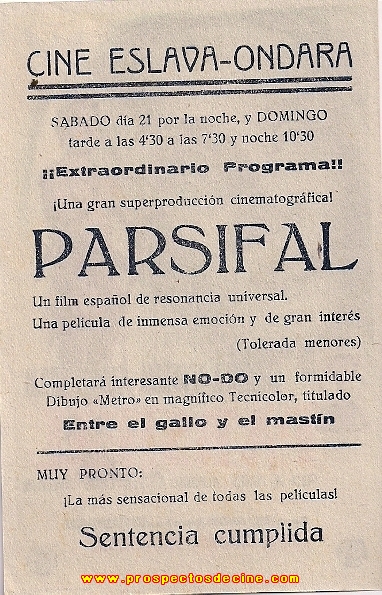 CINE ESLAVA-ONDARA
SABADO día 21 por la noche, y DOMINGO
tarde a las 4'30 a las 7'30 y noche 10'30
¡¡Extraordinario Programa!!
¡Una gran superproducción cinematográfica!
PARSIFAL
Un film español de resonancia universal.
Una película de inmensa emoción y de gran interés
(Tolerada menores)
Completará interesante NO-DO y un formidable
Dibujo «Metro» en magnífico Tecnicolor, titulado
Entre el gallo y el mastín
MUY PRONTO:
¡La más sensacional de todas las películas!
Sentencia cumplida
www.prospectosdecine.com